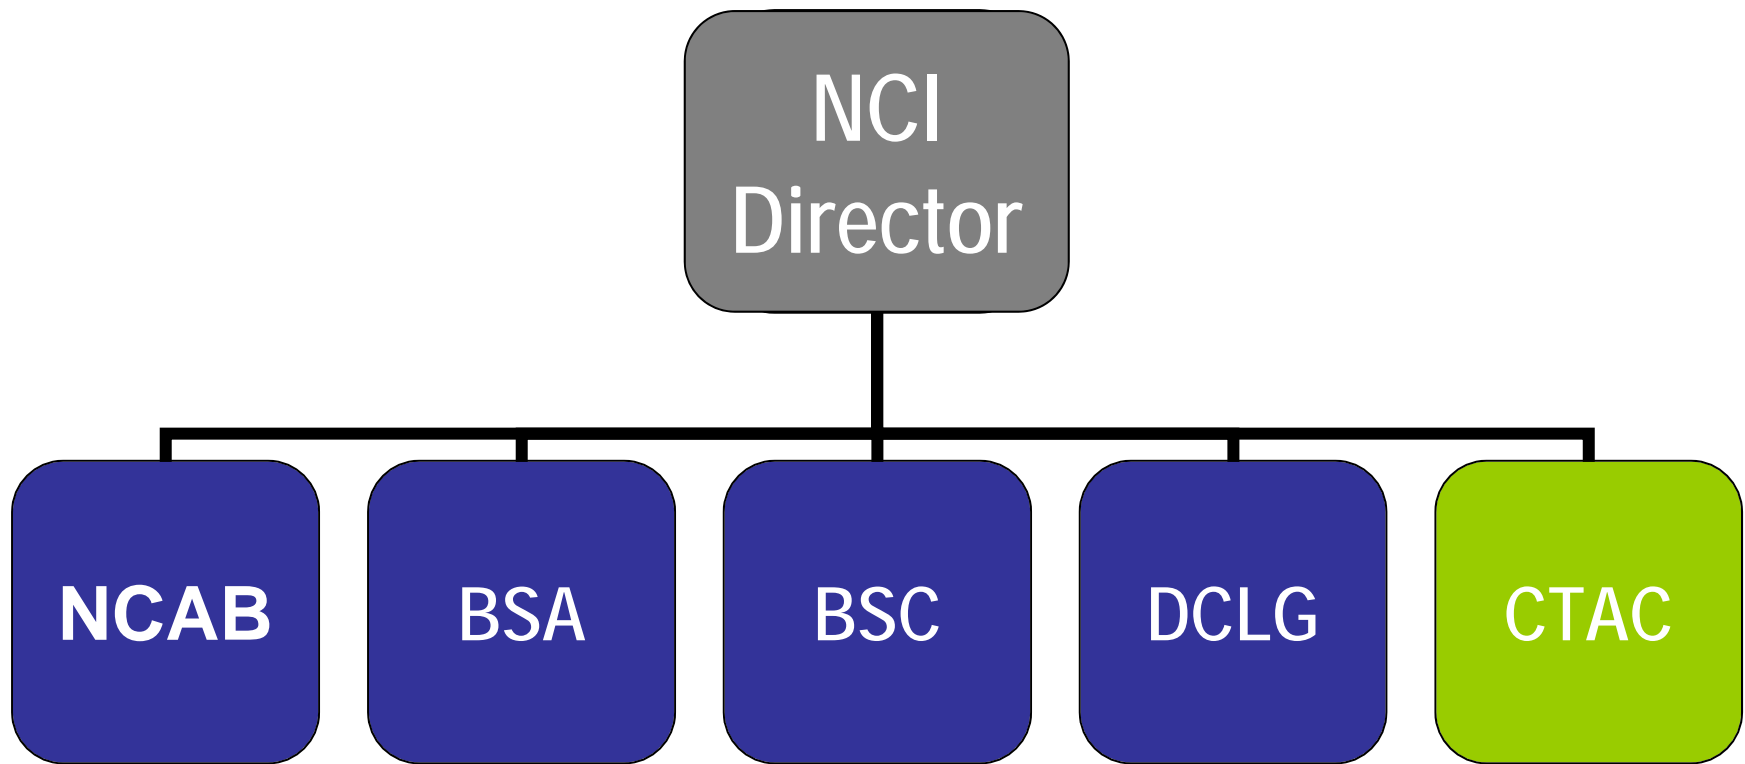 NCI
Director
NCAB
BSA
BSC
DCLG
CTAC